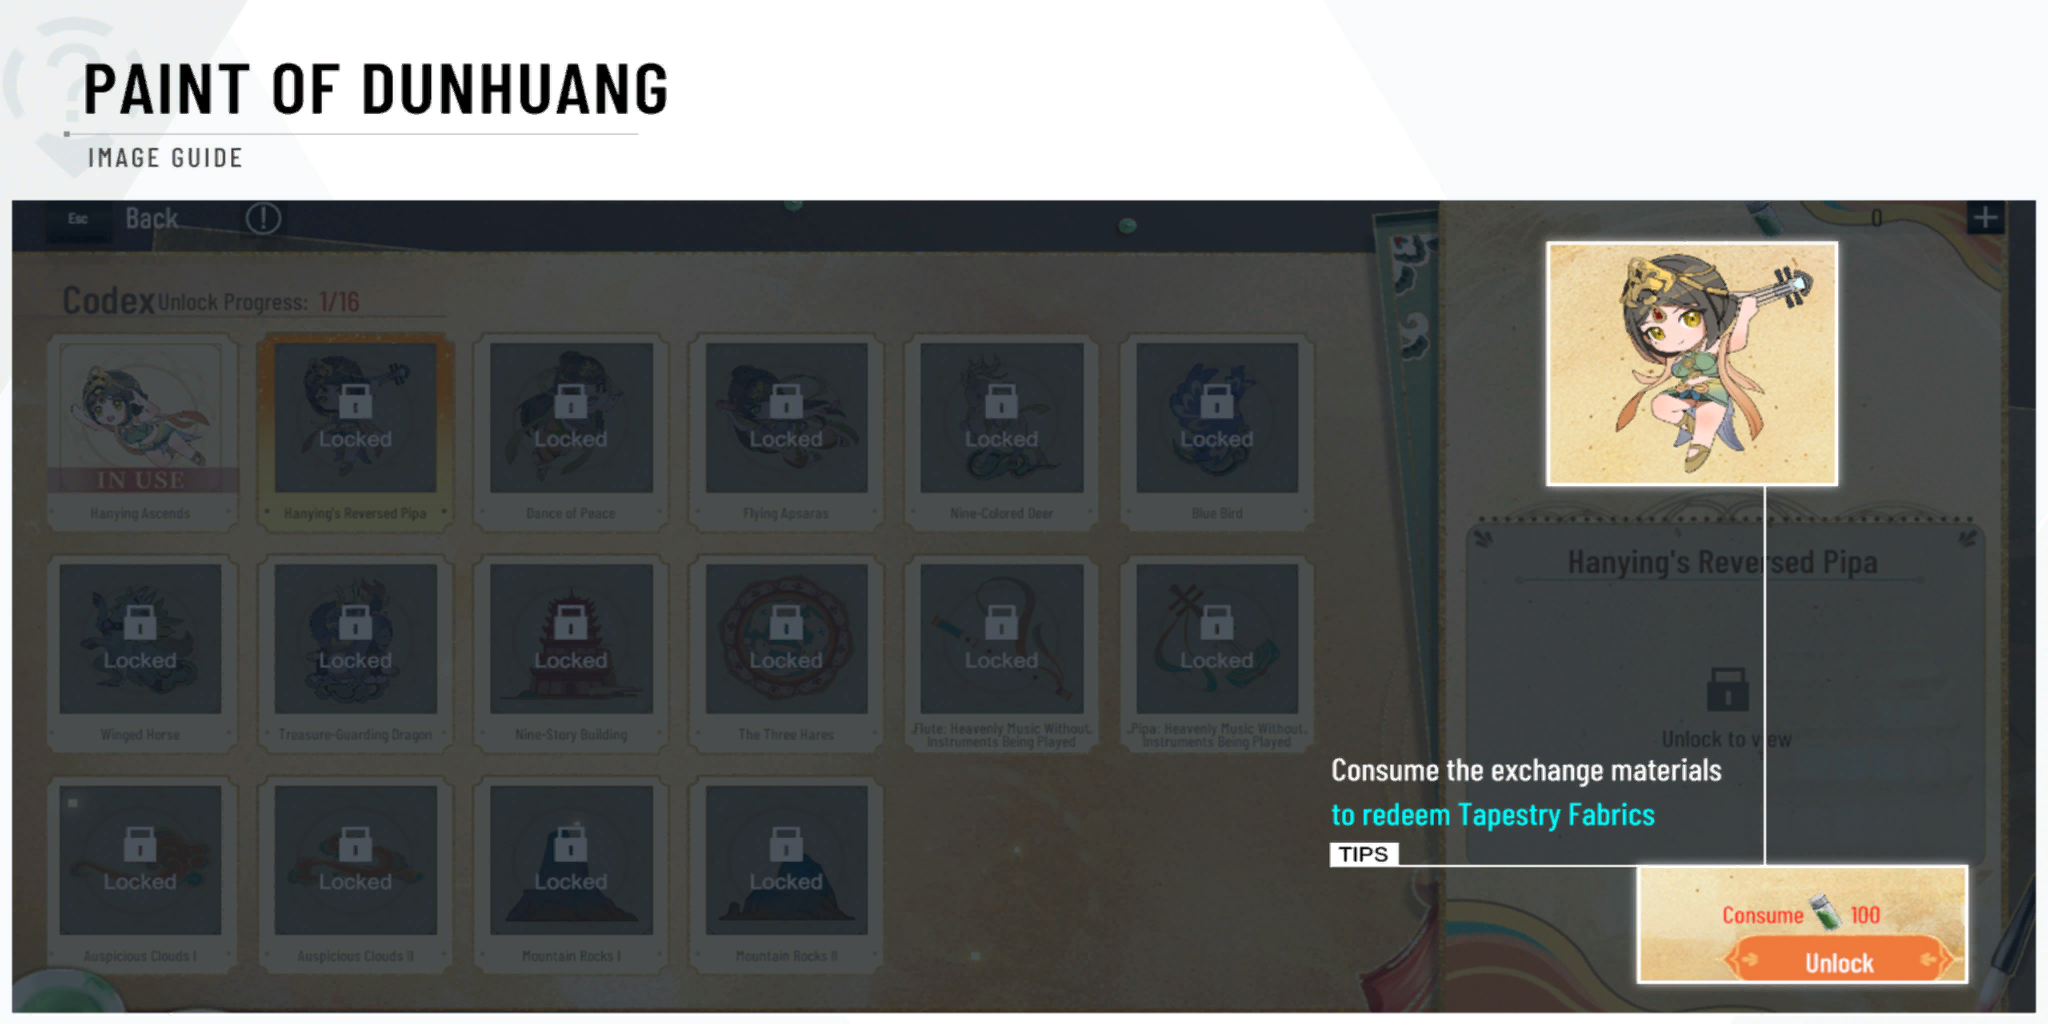 PAINT OF DUNHUANG
IMAGE GUIDE
Esc
Back
0
Codex Unlock Progress: 1/16
IN USE
Hanying Ascends
Locked
Hanying's Reversed Pipa
Locked
Dance of Peace
Locked
Flying Apsaras
Locked
Nine-Colored Deer
Locked
Blue Bird
Locked
Winged Horse
Locked
Treasure-Guarding Dragon
Locked
Nine-Story Building
Locked
The Three Hares
Locked
Flute: Heavenly Music Without
Instruments Being Played
Locked
Pipa: Heavenly Music Without
Instruments Being Played
Locked
Auspicious Clouds I
Locked
Auspicious Clouds II
Locked
Mountain Rocks I
Locked
Mountain Rocks II
Hanying's Reversed Pipa
Unlock to view
Consume the exchange materials
to redeem Tapestry Fabrics
TIPS
Consume 100
Unlock